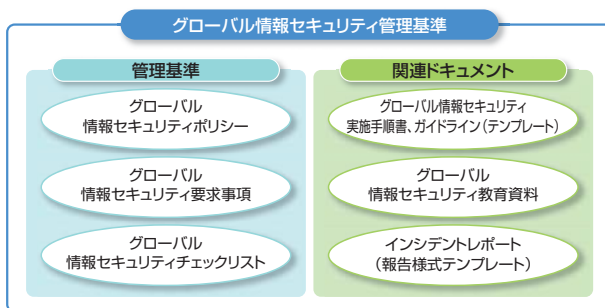 グローバル情報セキュリティ管理基準
管理基準
グローバル
情報セキュリティポリシー
グローバル
情報セキュリティ要求事項
グローバル
情報セキュリティチェックリスト
関連ドキュメント
グローバル情報セキュリティ
実施手順書、ガイドライン（テンプレート）
グローバル
情報セキュリティ教育資料
インシデントレポート
（報告様式テンプレート）